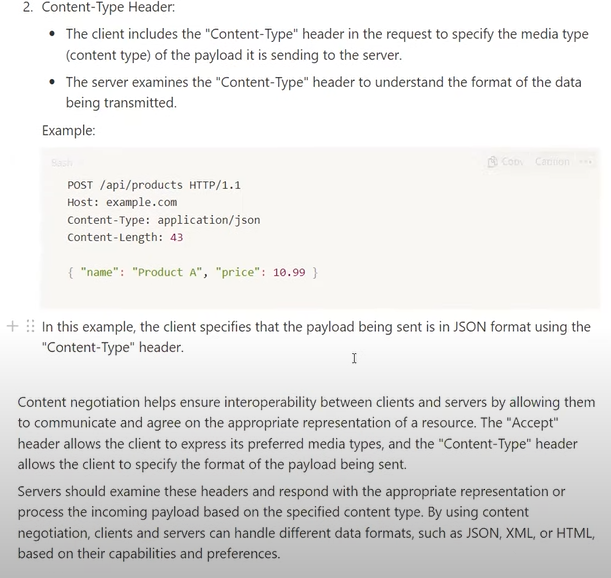 2. Content-Type Header:
• The client includes the "Content-Type" header in the request to specify the media type
(content type) of the payload it is sending to the server.
• The server examines the "Content-Type" header to understand the format of the data
being transmitted.
Example:
Bash
Copy Caption ···
POST /api/products HTTP/1.1
Host: example.com
Content-Type: application/json
Content-Length: 43
{ "name": "Product A", "price": 10.99 }
In this example, the client specifies that the payload being sent is in JSON format using the
"Content-Type" header.
Content negotiation helps ensure interoperability between clients and servers by allowing them
to communicate and agree on the appropriate representation of a resource. The "Accept"
header allows the client to express its preferred media types, and the "Content-Type" header
allows the client to specify the format of the payload being sent.
Servers should examine these headers and respond with the appropriate representation or
process the incoming payload based on the specified content type. By using content
negotiation, clients and servers can handle different data formats, such as JSON, XML, or HTML,
based on their capabilities and preferences.